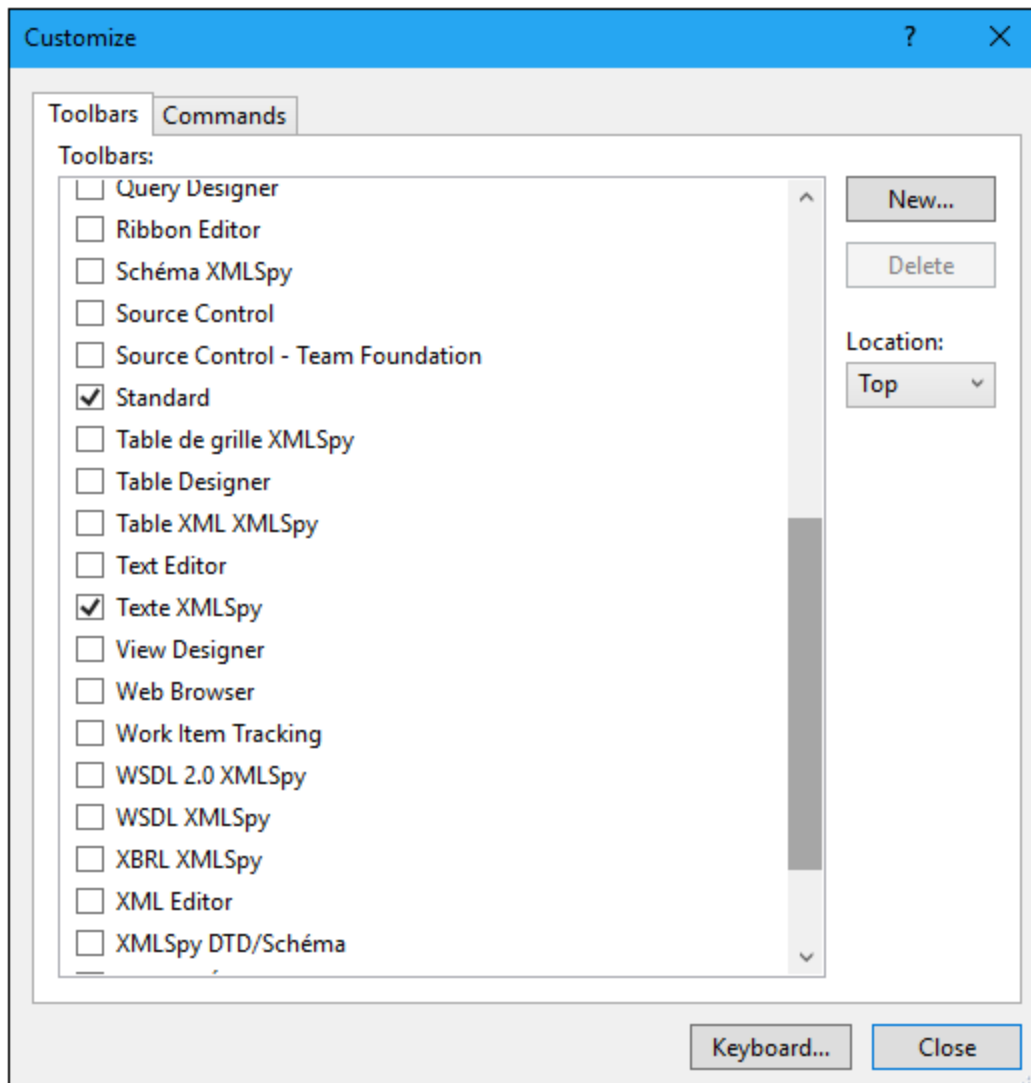 Customize
?
Toolbars
Commands
Toolbars:
Query Designer
Ribbon Editor
Schéma XMLSpy
Source Control
Source Control - Team Foundation
Standard
Table de grille XMLSpy
Table Designer
Table XML XMLSpy
Text Editor
Texte XMLSpy
View Designer
Web Browser
Work Item Tracking
WSDL 2.0 XMLSpy
WSDL XMLSpy
XBRL XMLSpy
XML Editor
XMLSpy DTD/Schéma
New...
Delete
Location:
Top
Keyboard...
Close